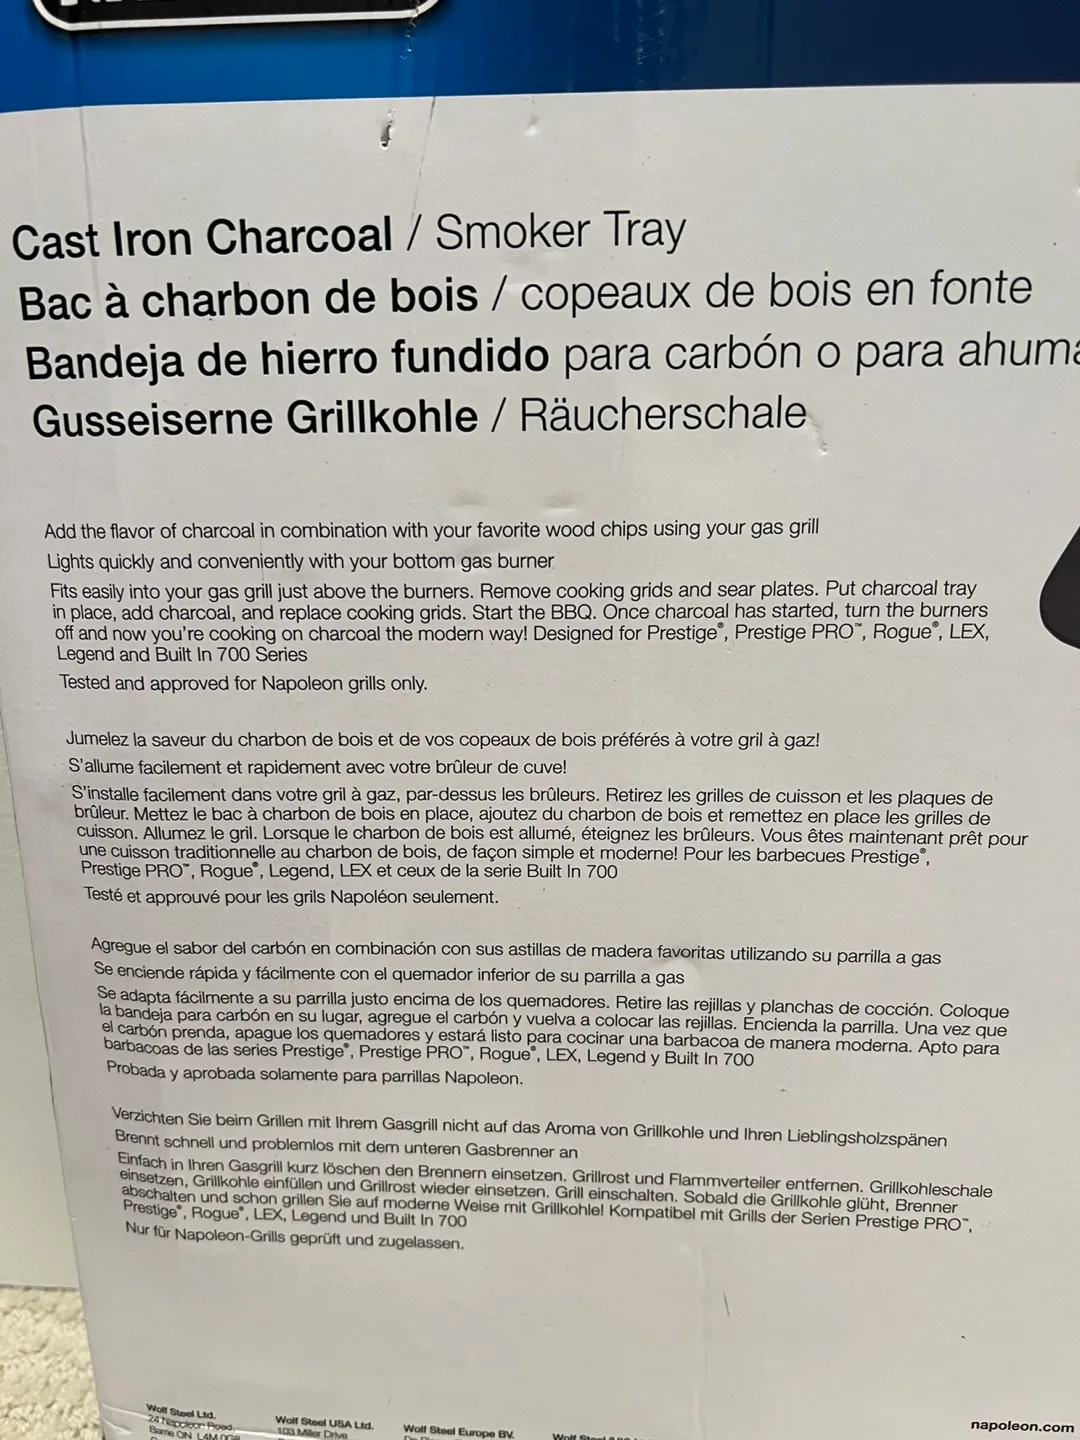 Cast Iron Charcoal / Smoker Tray
Bac à charbon de bois / copeaux de bois en fonte
Bandeja de hierro fundido para carbón o para ahuma
Gusseiserne Grillkohle / Räucherschale
Add the flavor of charcoal in combination with your favorite wood chips using your gas grill
Lights quickly and conveniently with your bottom gas burner
Fits easily into your gas grill just above the burners. Remove cooking grids and sear plates. Put charcoal tray
in place, add charcoal, and replace cooking grids. Start the BBQ. Once charcoal has started, turn the burners
off and now you're cooking on charcoal the modern way! Designed for Prestige®, Prestige PRO™, Rogue®, LEX,
Legend and Built In 700 Series
Tested and approved for Napoleon grills only.
Jumelez la saveur du charbon de bois et de vos copeaux de bois préférés à votre gril à gaz!
S'allume facilement et rapidement avec votre brûleur de cuve!
S'installe facilement dans votre gril à gaz, par-dessus les brûleurs. Retirez les grilles de cuisson et les plaques de
brûleur. Mettez le bac à charbon de bois en place, ajoutez du charbon de bois et remettez en place les grilles de
cuisson. Allumez le gril. Lorsque le charbon de bois est allumé, éteignez les brûleurs. Vous êtes maintenant prêt pour
une cuisson traditionnelle au charbon de bois, de façon simple et moderne! Pour les barbecues Prestige®,
Prestige PRO™, Rogue®, Legend, LEX et ceux de la serie Built In 700
Testé et approuvé pour les grils Napoléon seulement.
Agregue el sabor del carbón en combinación con sus astillas de madera favoritas utilizando su parrilla a gas
Se enciende rápida y fácilmente con el quemador inferior de su parrilla a gas
Se adapta fácilmente a su parrilla justo encima de los quemadores. Retire las rejillas y planchas de cocción. Coloque
la bandeja para carbón en su lugar, agregue el carbón y vuelva a colocar las rejillas. Encienda la parrilla. Una vez que
el carbón prenda, apague los quemadores y estará listo para cocinar una barbacoa de manera moderna. Apto para
barbacoas de las series Prestige®, Prestige PRO™, Rogue®, LEX, Legend y Built In 700
Probada y aprobada solamente para parrillas Napoleon.
Verzichten Sie beim Grillen mit Ihrem Gasgrill nicht auf das Aroma von Grillkohle und Ihren Lieblingsholzspänen
Brennt schnell und problemlos mit dem unteren Gasbrenner an
Einfach in Ihren Gasgrill kurz löschen den Brennern einsetzen. Grillrost und Flammverteiler entfernen. Grillkohleschale
einsetzen, Grillkohle einfüllen und Grillrost wieder einsetzen. Grill einschalten. Sobald die Grillkohle glüht, Brenner
abschalten und schon grillen Sie auf moderne Weise mit Grillkohle! Kompatibel mit Grills der Serien Prestige PRO™,
Prestige®, Rogue®, LEX, Legend und Built In 700
Nur für Napoleon-Grills geprüft und zugelassen.
Wolf Steel Ltd.
24 Napoleon Road,
Barrie ON L4M 0G8
Wolf Steel USA Ltd.
103 Miller Drive
Wolf Steel Europe BV.
napoleon.com